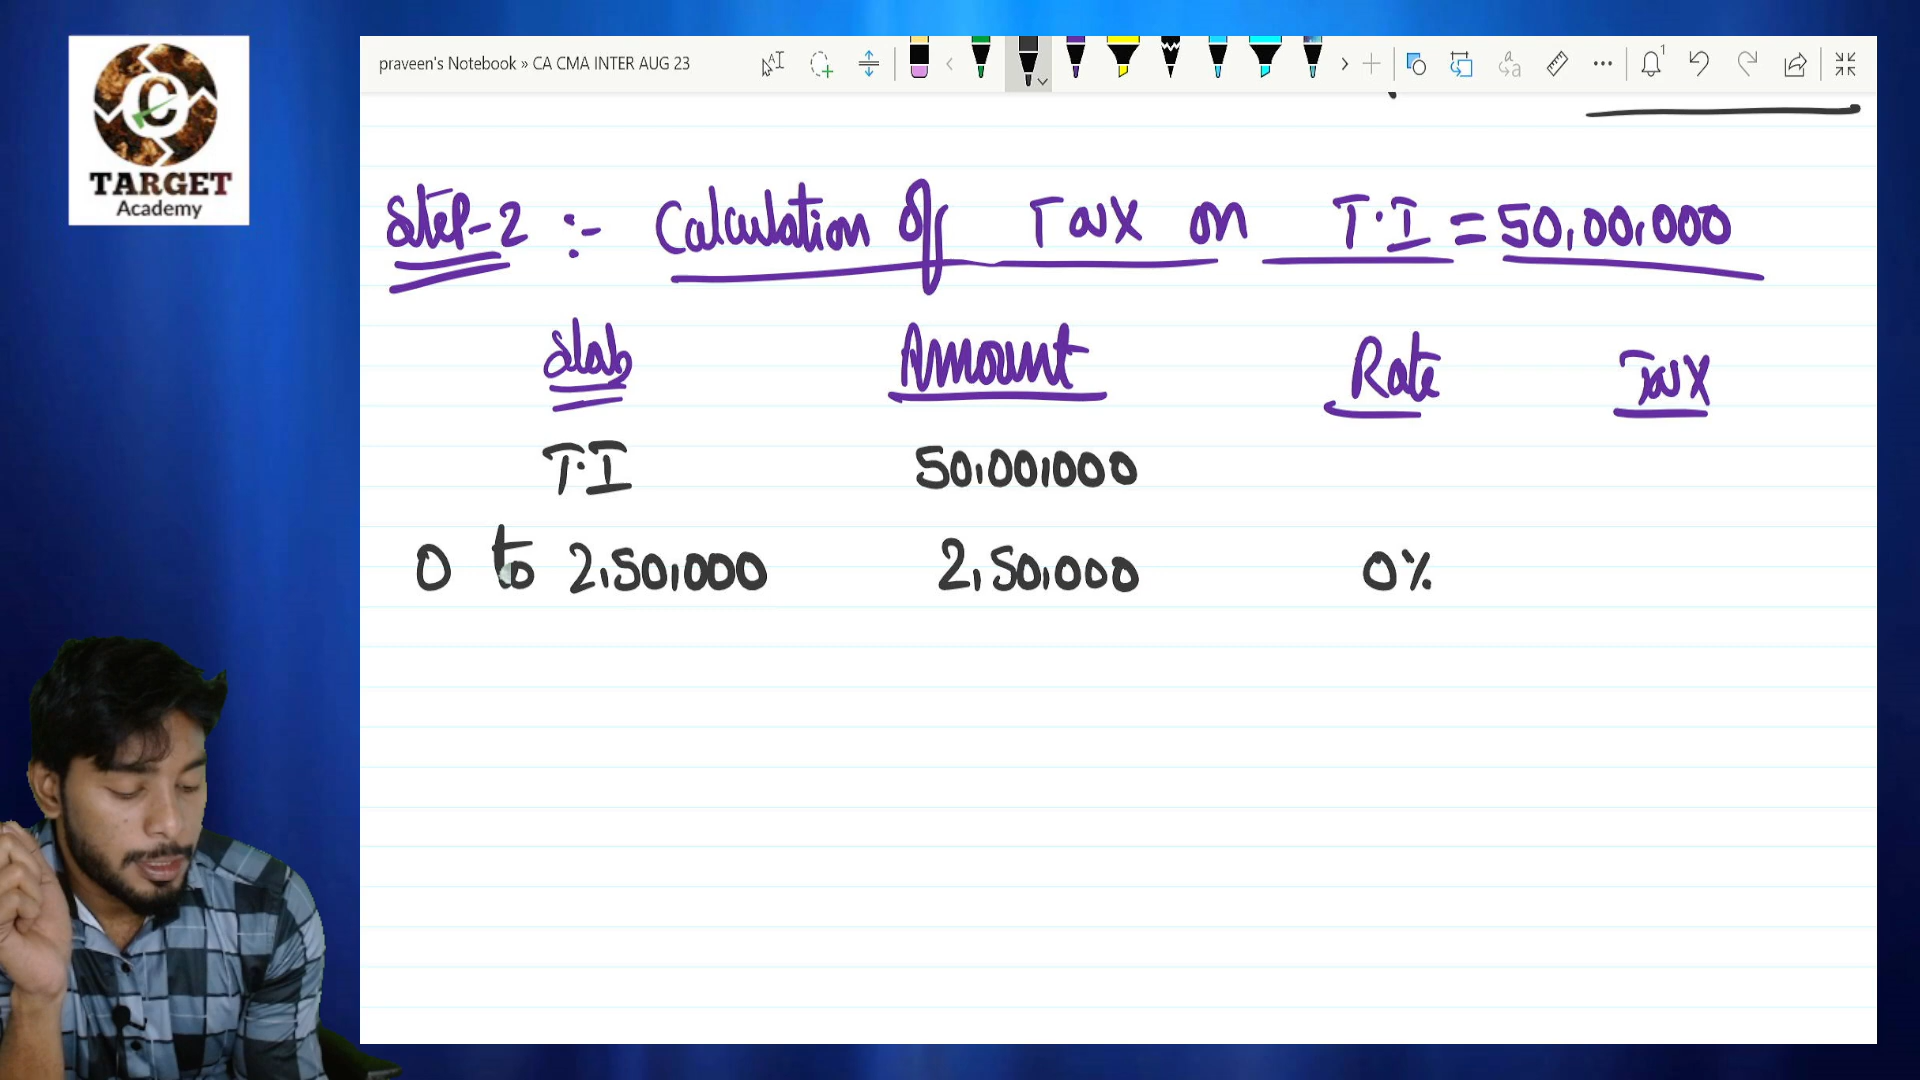 TARGET
Academy
praveen's Notebook » CA CMA INTER AUG 23
Step-2 :- Calculation Of Tax on T.I = 50,00,000
Slab Amount Rate Tax
T.I 50,00,000
0 to 2,50,000 2,50,000 0%